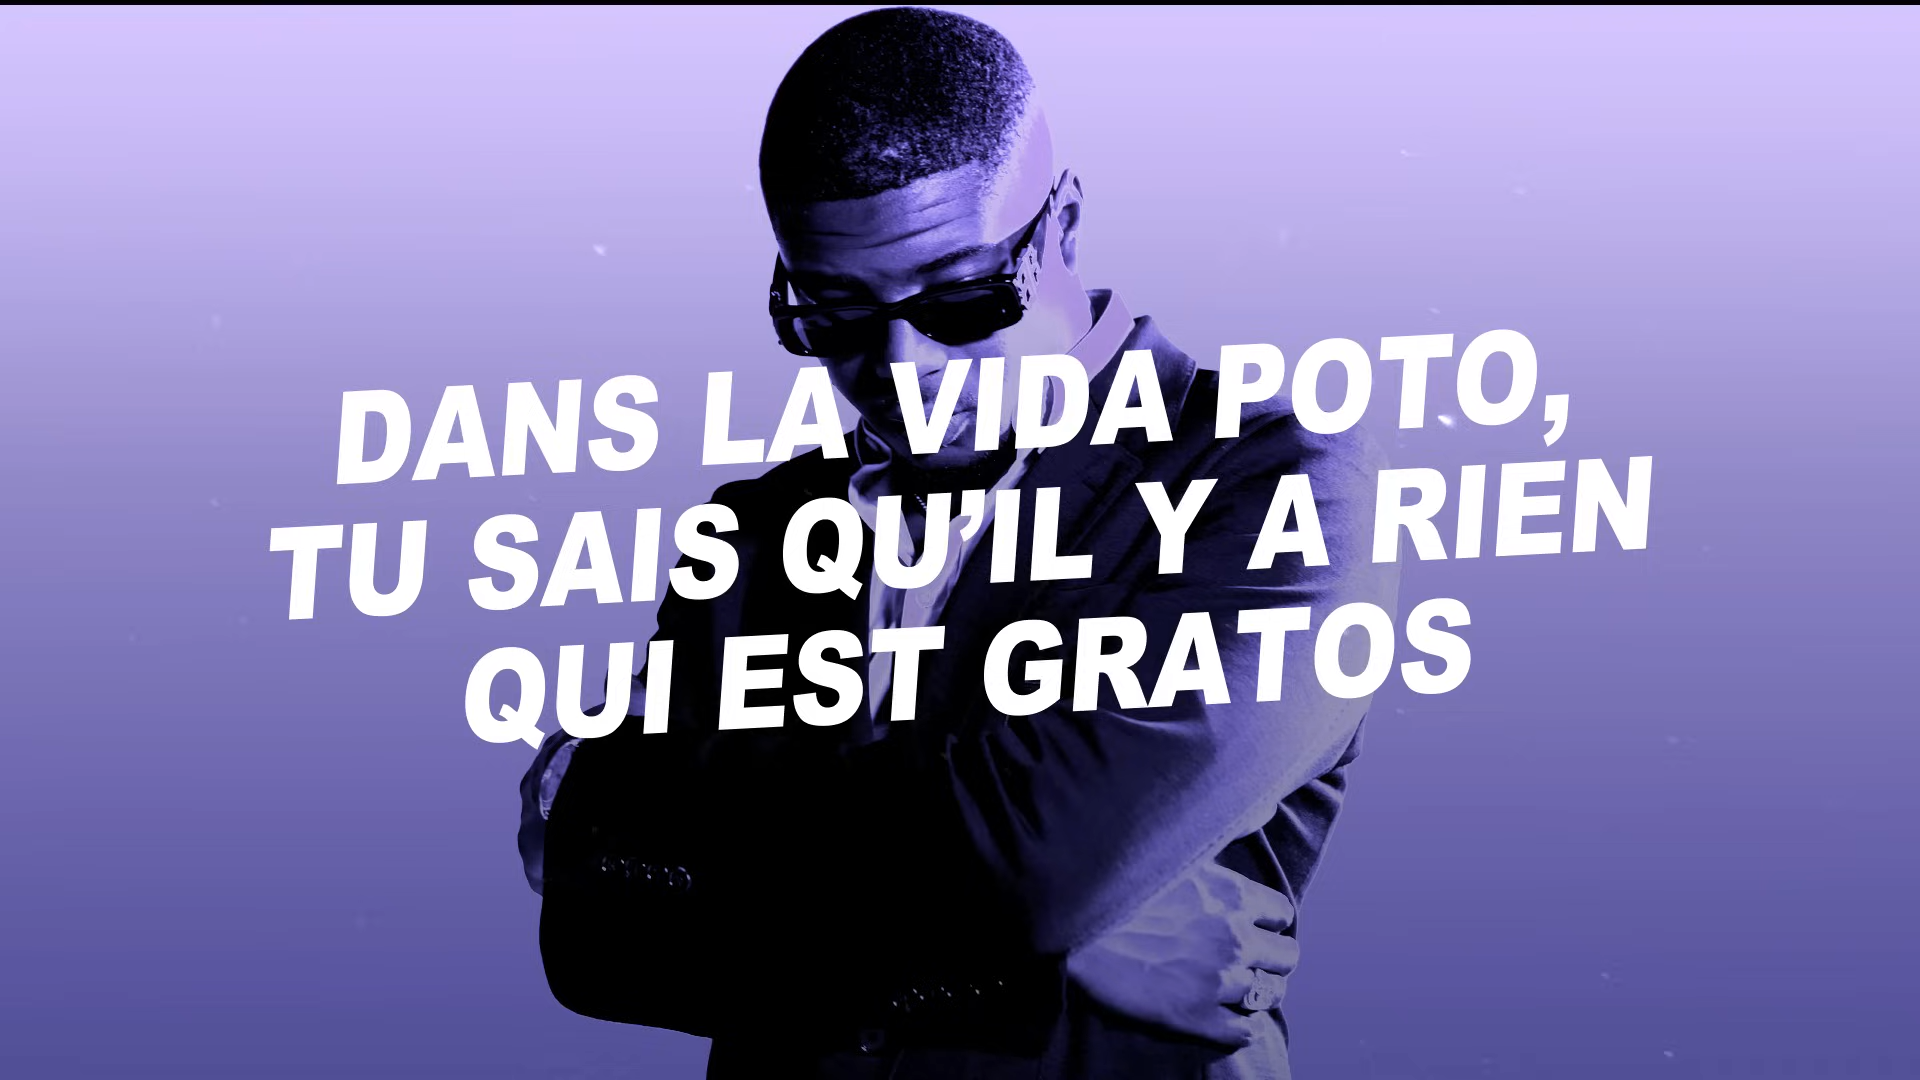 DANS LA VIDA POTO,
TU SAIS QU’IL Y A RIEN
QUI EST GRATOS